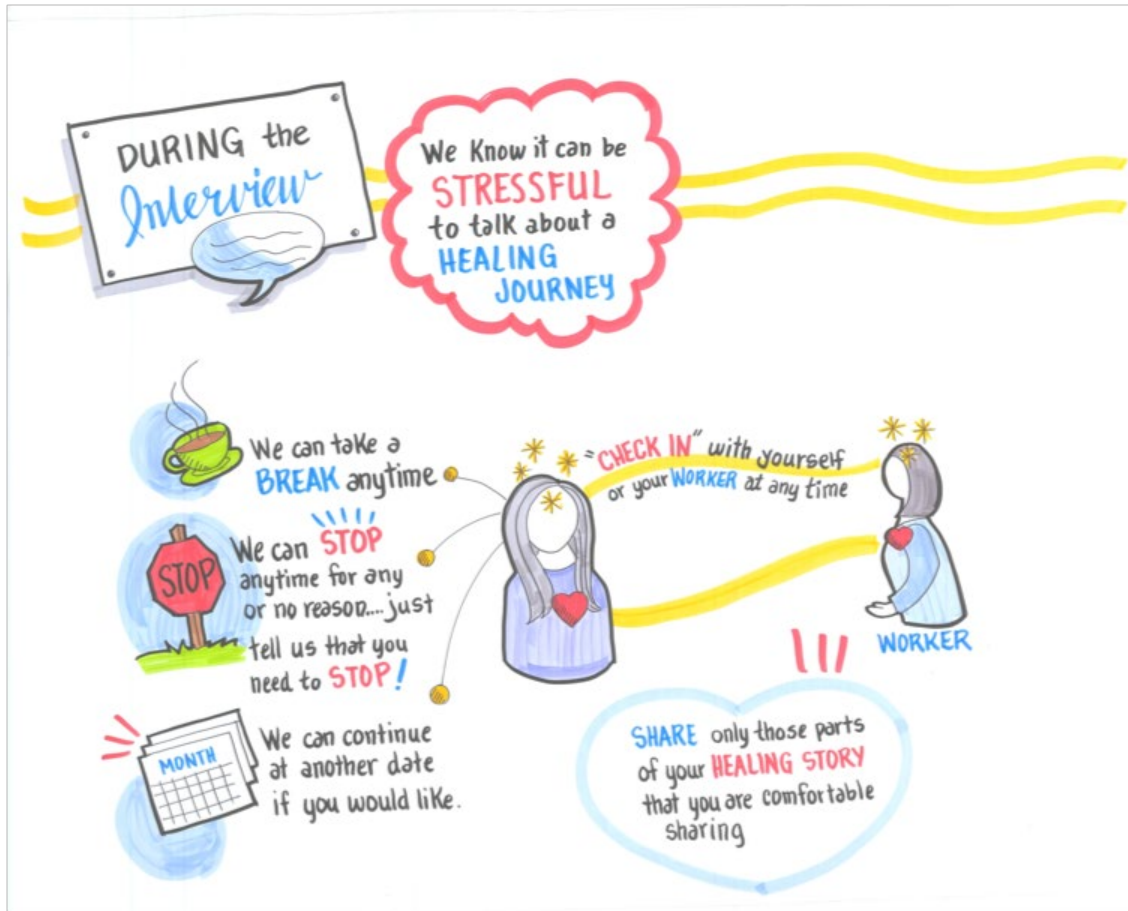 DURING the
Interview
We Know it can be
STRESSFUL
to talk about a
HEALING
JOURNEY
We can take a
BREAK anytime
STOP
We can STOP
anytime for any
or no reason....just
tell us that you
need to STOP!
MONTH
We can continue
at another date
if you would like.
"CHECK IN" with yourself
or your WORKER at any time
WORKER
SHARE only those parts
of your HEALING STORY
that you are comfortable
sharing